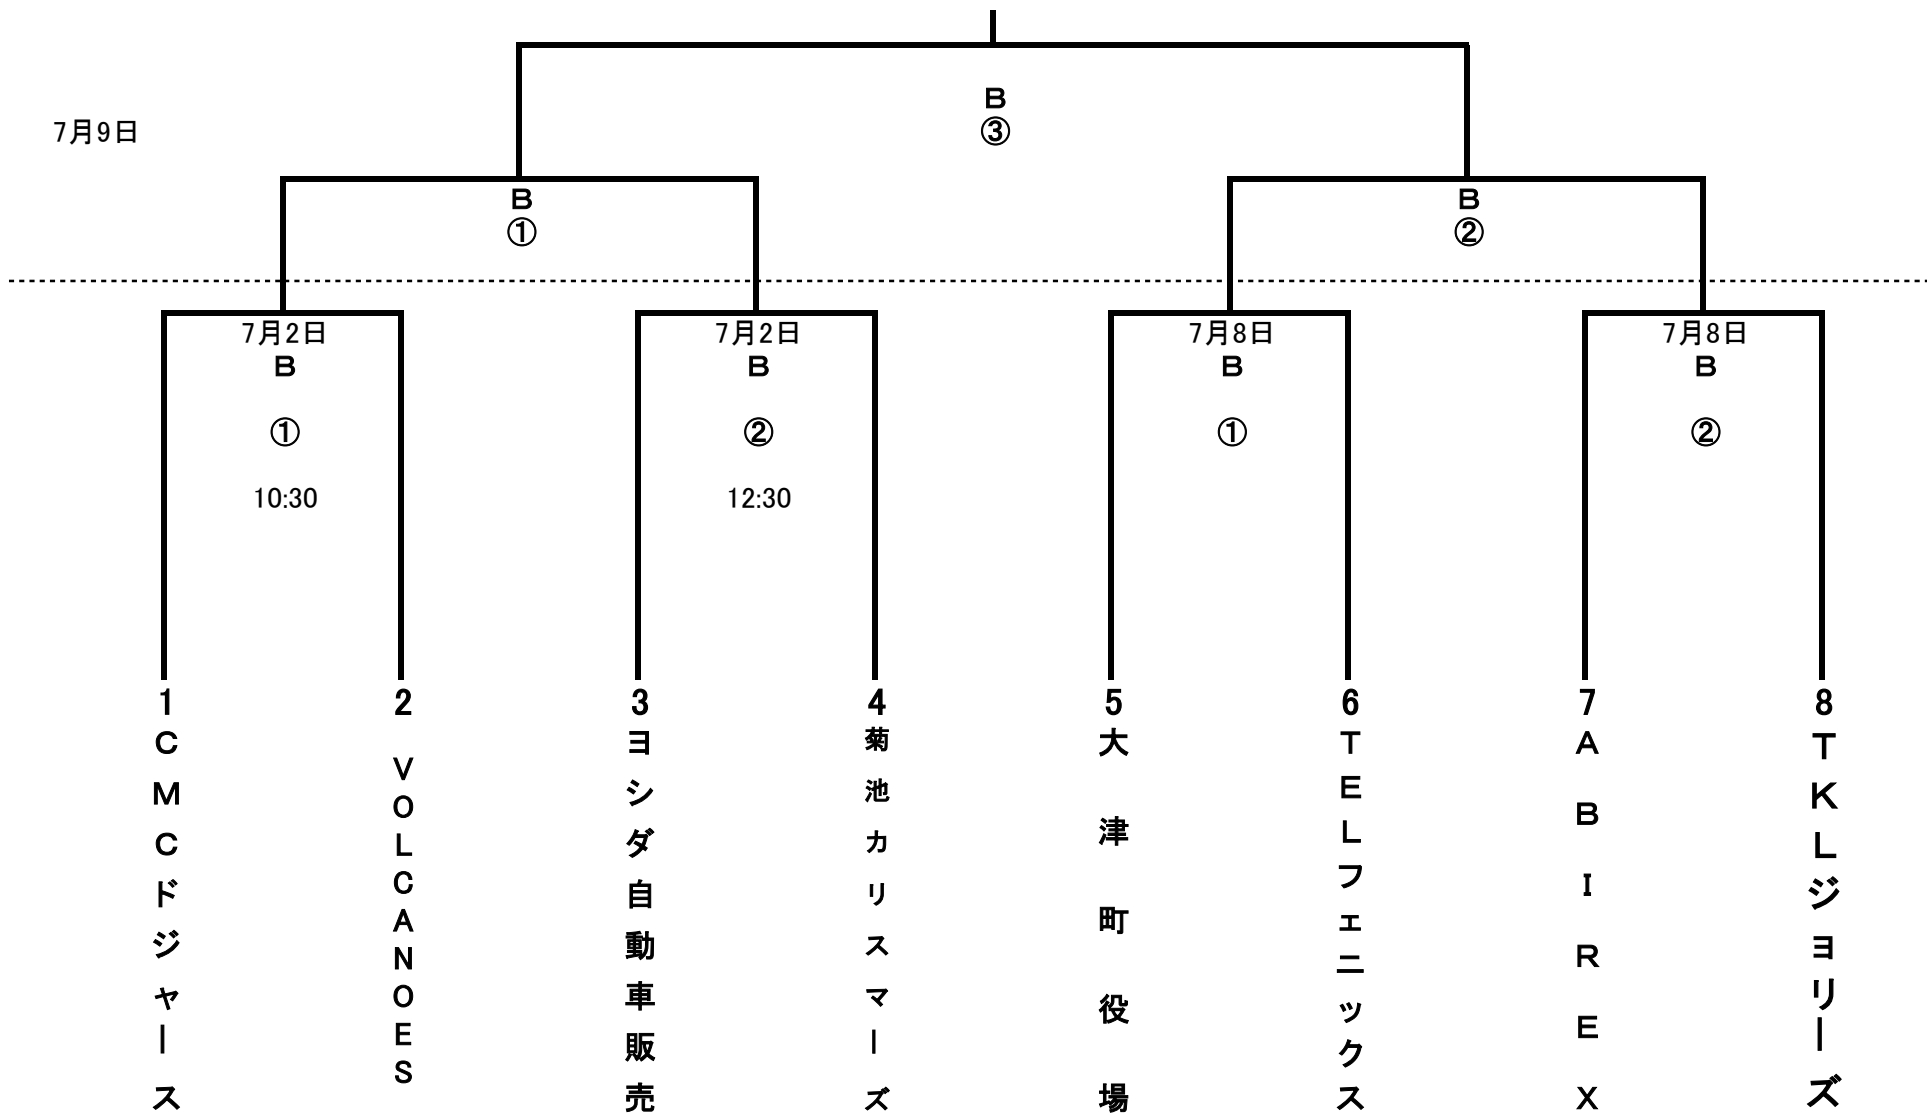 B
7月9日
③
B
①
B
②
7月2日
B
①
10:30
7月2日
B
②
12:30
7月8日
B
①
7月8日
B
②
1
CMCドジャース
2
VOLCANOES
3
ヨシダ自動車販売
4
菊池カリスマーズ
5
大津町役場
6
TELフェニックス
7
ABIREX
8
TKLジョリーズ